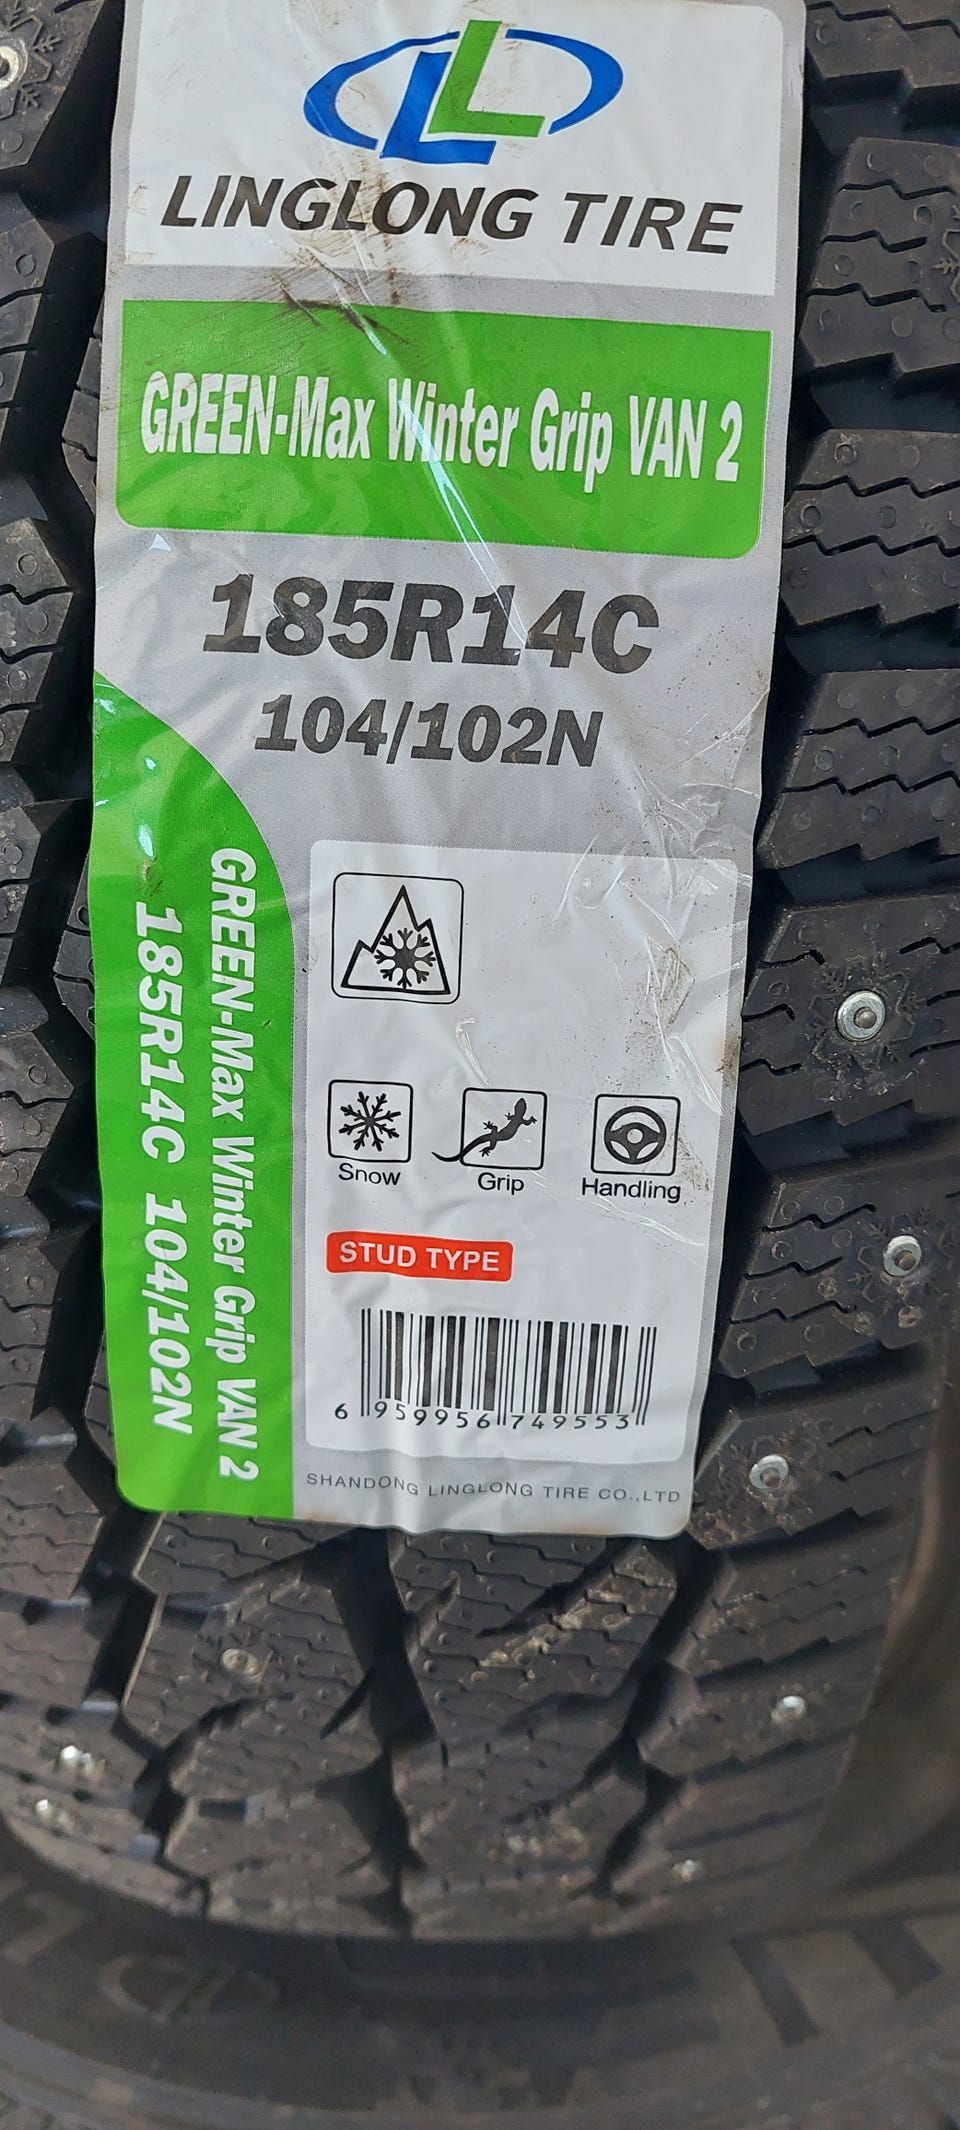 LINGLONG TIRE
GREEN-Max Winter Grip VAN 2
185R14C
104/102N
GREEN-Max Winter Grip VAN 2
185R14C 104/102N
Snow
Grip
Handling
STUD TYPE
6 959956 749553
SHANDONG LINGLONG TIRE CO.,LTD